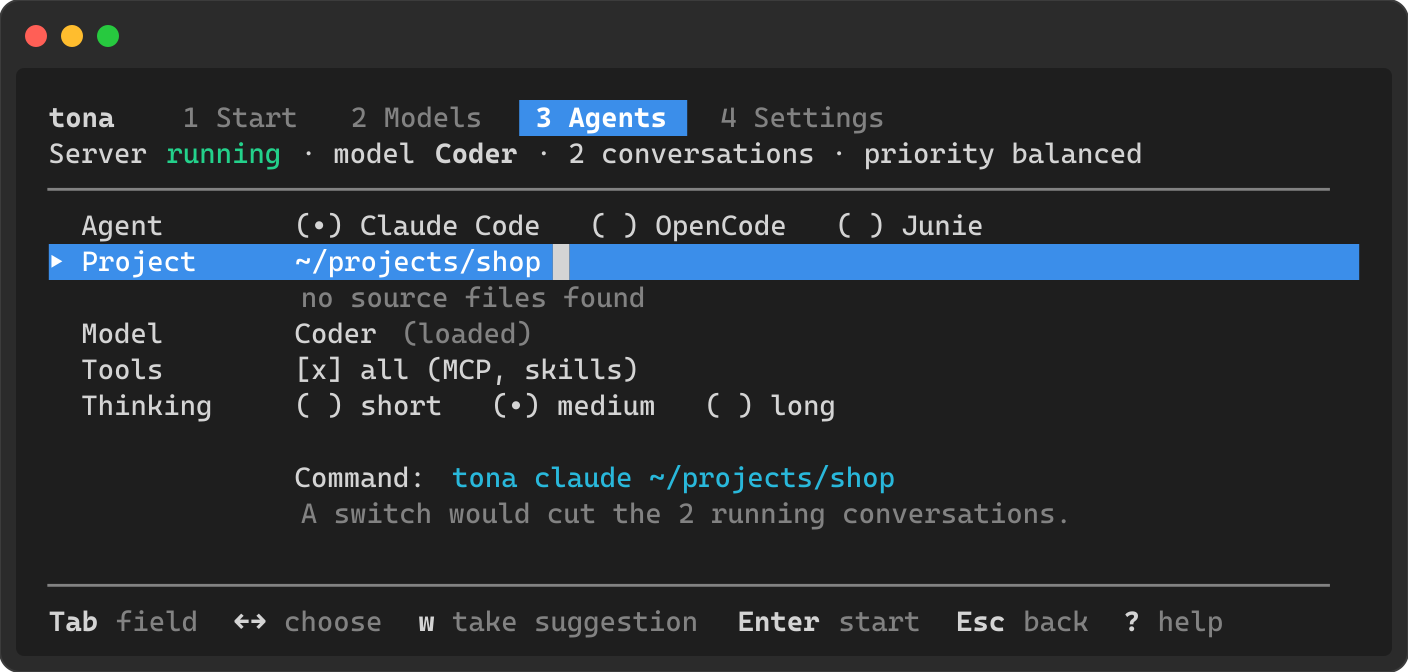 tona 1 Start 2 Models 3 Agents 4 Settings
Server running · model Coder · 2 conversations · priority balanced
Agent (•) Claude Code ( ) OpenCode ( ) Junie
▸ Project ~/projects/shop
no source files found
Model Coder (loaded)
Tools [x] all (MCP, skills)
Thinking ( ) short (•) medium ( ) long
Command: tona claude ~/projects/shop
A switch would cut the 2 running conversations.
Tab field ↔ choose w take suggestion Enter start Esc back ? help